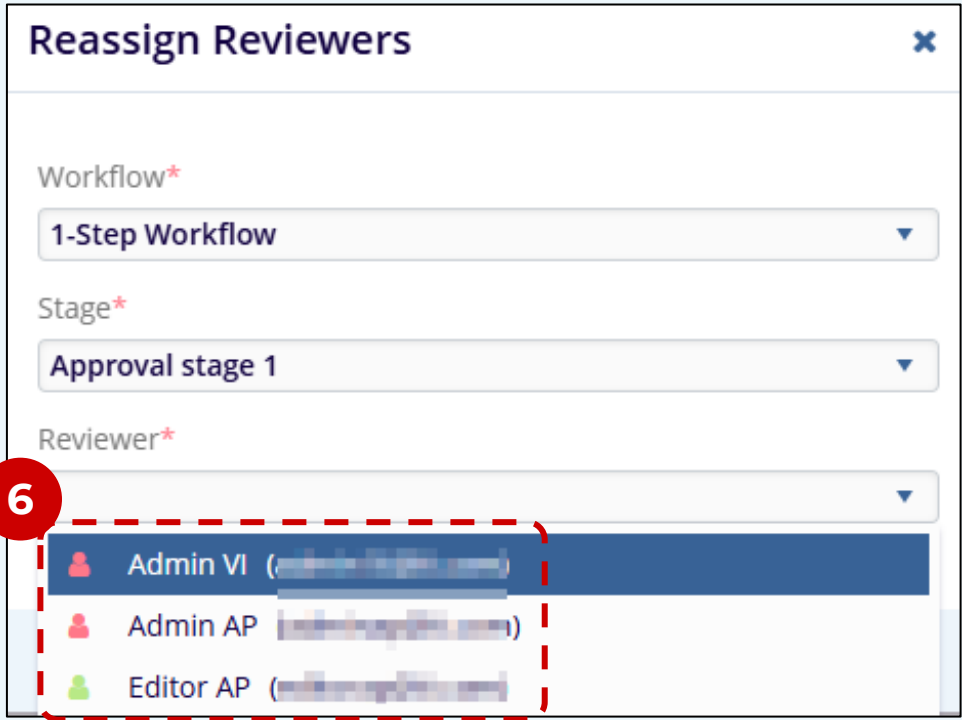 Reassign Reviewers
Workflow*
1-Step Workflow
Stage*
Approval stage 1
Reviewer*
6
Admin VI (
Admin AP )
Editor AP (